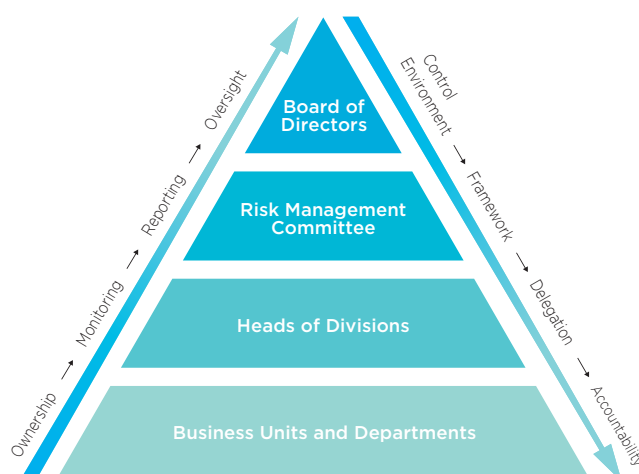 Board of
Directors
Risk Management
Committee
Heads of Divisions
Business Units and Departments
Ownership → Monitoring → Reporting → Oversight
Control
Environment → Framework → Delegation → Accountability